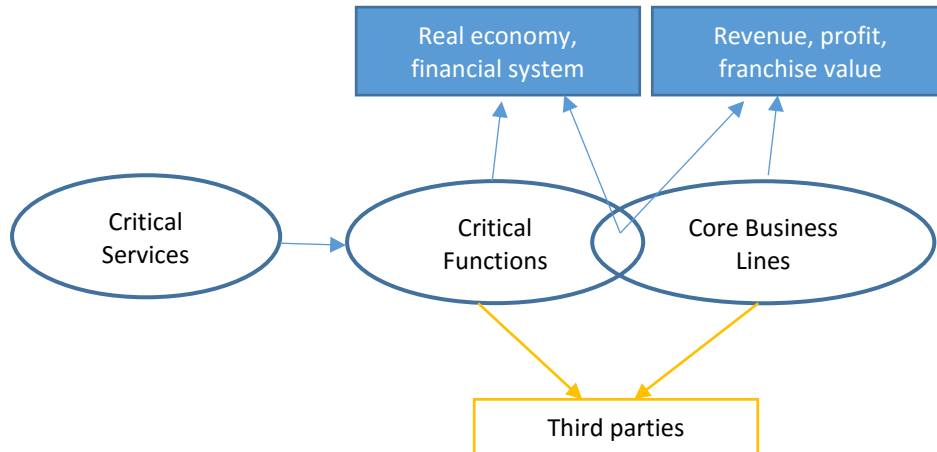 Real economy,
financial system
Revenue, profit,
franchise value
Critical
Services
Critical
Functions
Core Business
Lines
Third parties